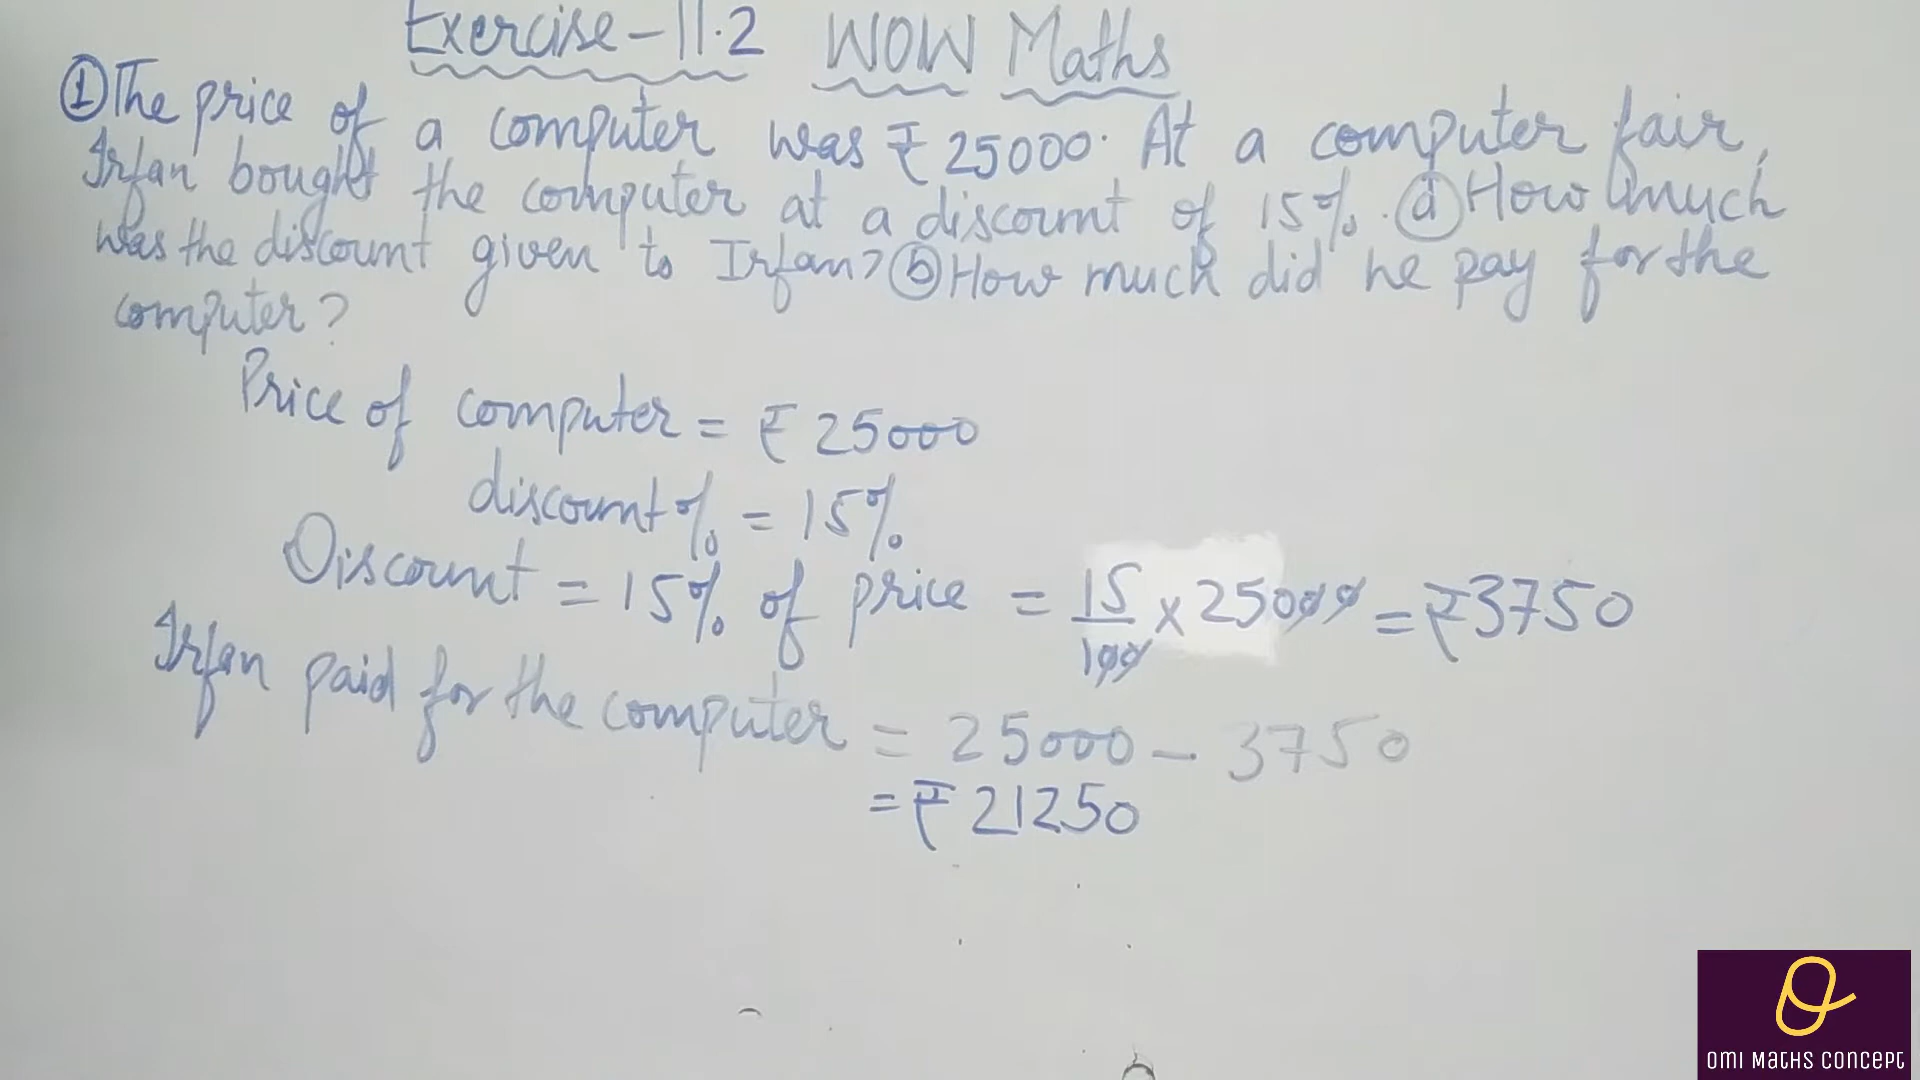 Exercise-11.2 WOW Maths
① The price of a computer was ₹ 25000. At a computer fair,
Irfan bought the computer at a discount of 15%. ⓐ How much
was the discount given to Irfan? ⓑ How much did he pay for the
computer?
Price of computer = ₹ 25000
discount % = 15%
Discount = 15% of price = 15/100 × 25000 = ₹3750
Irfan paid for the computer = 25000 - 3750
= ₹ 21250
OMI MATHS CONCEPT